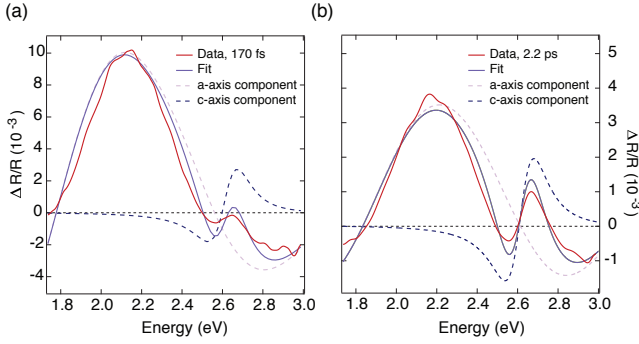 (a)
Δ R/R (10⁻³)
10
8
6
4
2
0
-2
-4
Data, 170 fs
Fit
a-axis component
c-axis component
1.8 2.0 2.2 2.4 2.6 2.8 3.0
Energy (eV)
(b)
Data, 2.2 ps
Fit
a-axis component
c-axis component
5
4
3
2
1
0
-1
Δ R/R (10⁻³)
1.8 2.0 2.2 2.4 2.6 2.8 3.0
Energy (eV)